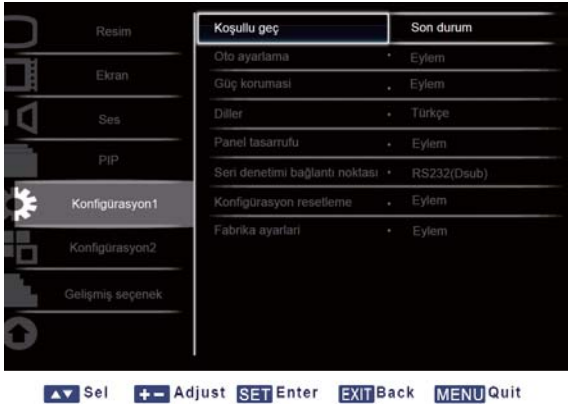 Resim
Ekran
Ses
PIP
Konfigürasyon1
Konfigürasyon2
Gelişmiş seçenek
Koşullu geç Son durum
Oto ayarlama • Eylem
Güç korumasi • Eylem
Diller • Türkçe
Panel tasarrufu • Eylem
Seri denetimi bağlantı noktası • RS232(Dsub)
Konfigürasyon resetleme • Eylem
Fabrika ayarlari • Eylem
Sel Adjust SET Enter EXIT Back MENU Quit